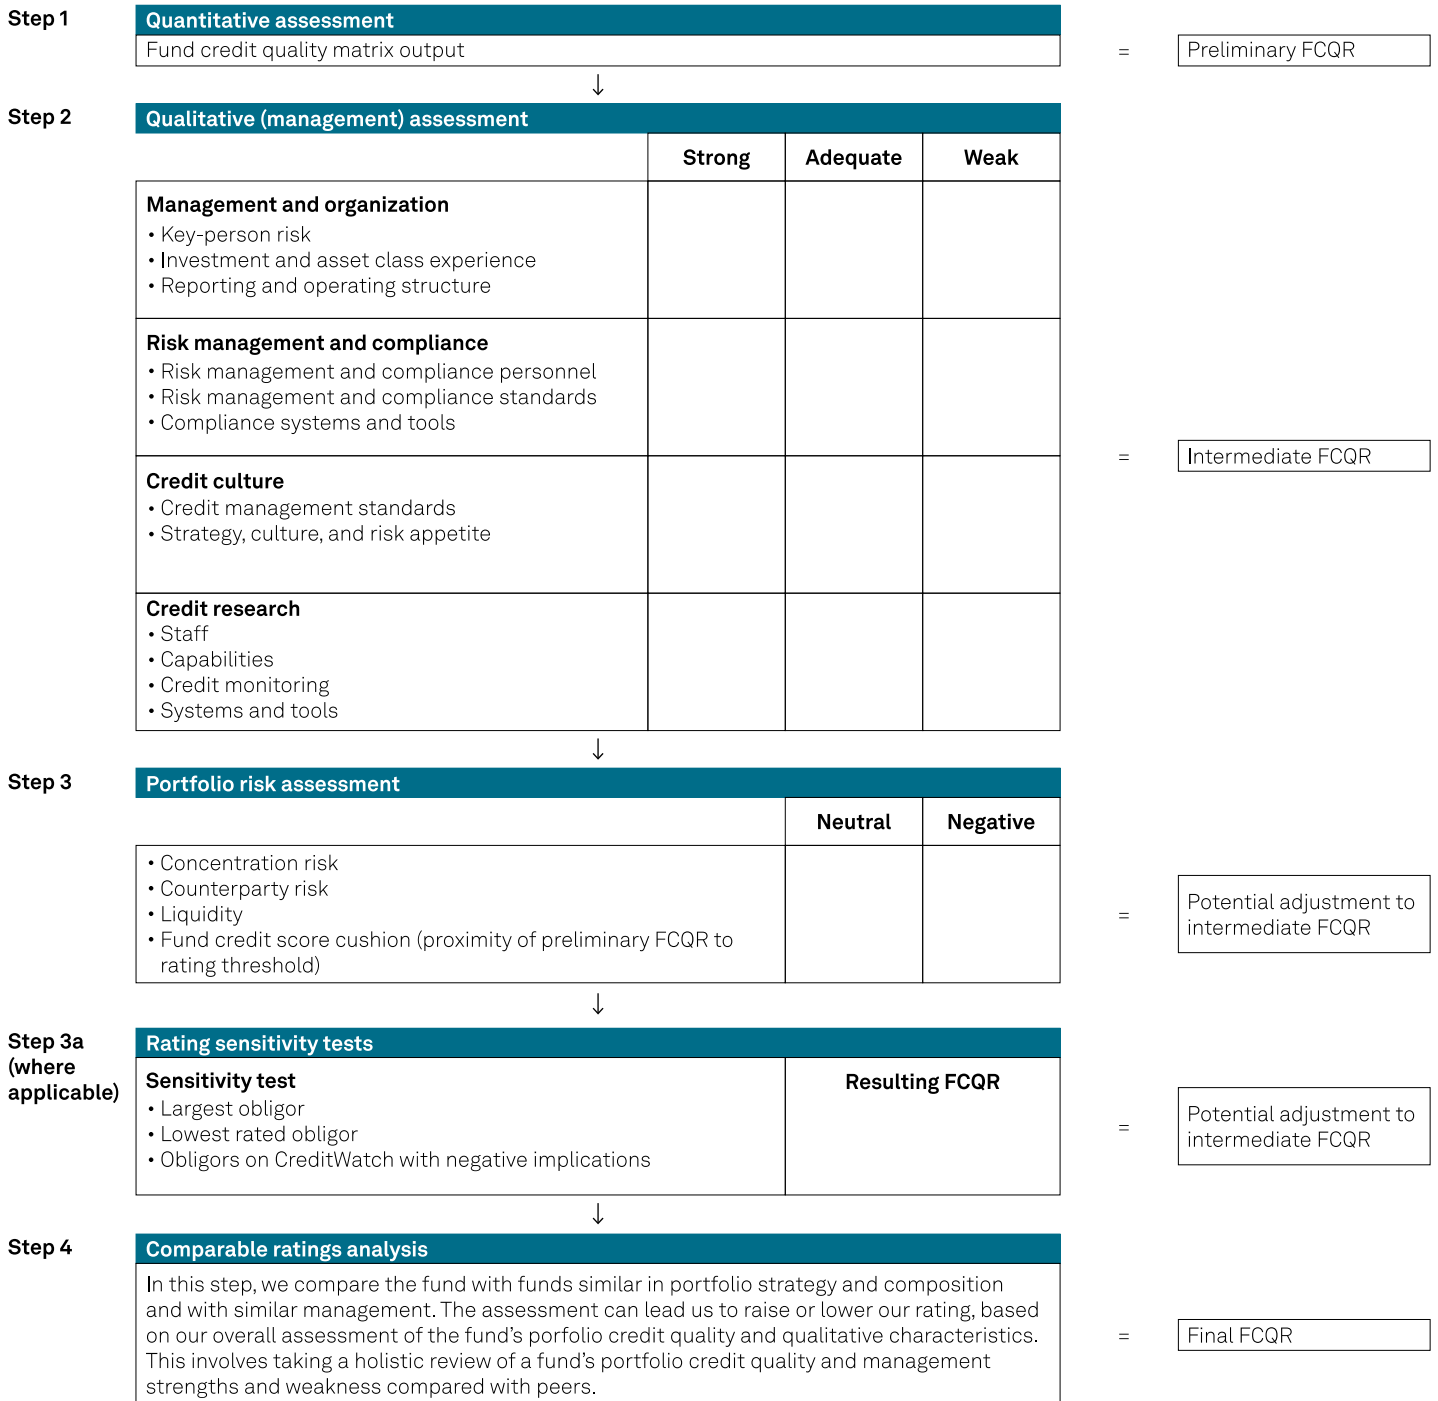 Step 1
Quantitative assessment
Fund credit quality matrix output
=
Preliminary FCQR
↓
Step 2
Qualitative (management) assessment
Strong Adequate Weak
Management and organization
• Key-person risk
• Investment and asset class experience
• Reporting and operating structure
Risk management and compliance
• Risk management and compliance personnel
• Risk management and compliance standards
• Compliance systems and tools
= Intermediate FCQR
Credit culture
• Credit management standards
• Strategy, culture, and risk appetite
Credit research
• Staff
• Capabilities
• Credit monitoring
• Systems and tools
↓
Step 3
Portfolio risk assessment
Neutral Negative
• Concentration risk
• Counterparty risk
• Liquidity
• Fund credit score cushion (proximity of preliminary FCQR to
rating threshold)
=
Potential adjustment to
intermediate FCQR
↓
Step 3a
(where
applicable)
Rating sensitivity tests
Sensitivity test
• Largest obligor
• Lowest rated obligor
• Obligors on CreditWatch with negative implications
Resulting FCQR
=
Potential adjustment to
intermediate FCQR
↓
Step 4
Comparable ratings analysis
In this step, we compare the fund with funds similar in portfolio strategy and composition
and with similar management. The assessment can lead us to raise or lower our rating, based
on our overall assessment of the fund's porfolio credit quality and qualitative characteristics.
This involves taking a holistic review of a fund's portfolio credit quality and management
strengths and weakness compared with peers.
=
Final FCQR